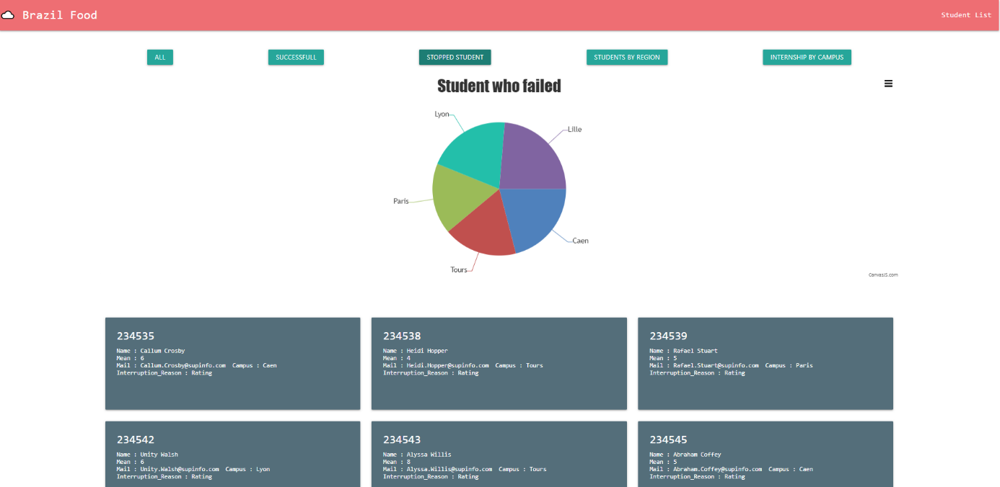 Brazil Food
Student List
ALL
SUCCESSFULL
STOPPED STUDENT
STUDENTS BY REGION
INTERNSHIP BY CAMPUS
Student who failed
Lyon
Lille
Paris
Caen
Tours
CanvasJS.com
234535
Name : Callum Crosby
Mean : 6
Mail : Callum.Crosby@supinfo.com Campus : Caen
Interruption_Reason : Rating
234538
Name : Heidi Hopper
Mean : 4
Mail : Heidi.Hopper@supinfo.com Campus : Tours
Interruption_Reason : Rating
234539
Name : Rafael Stuart
Mean : 5
Mail : Rafael.Stuart@supinfo.com Campus : Paris
Interruption_Reason : Rating
234542
Name : Unity Walsh
Mean : 6
Mail : Unity.Walsh@supinfo.com Campus : Lyon
Interruption_Reason : Rating
234543
Name : Alyssa Willis
Mean : 8
Mail : Alyssa.Willis@supinfo.com Campus : Tours
Interruption_Reason : Rating
234545
Name : Abraham Coffey
Mean : 5
Mail : Abraham.Coffey@supinfo.com Campus : Caen
Interruption_Reason : Rating